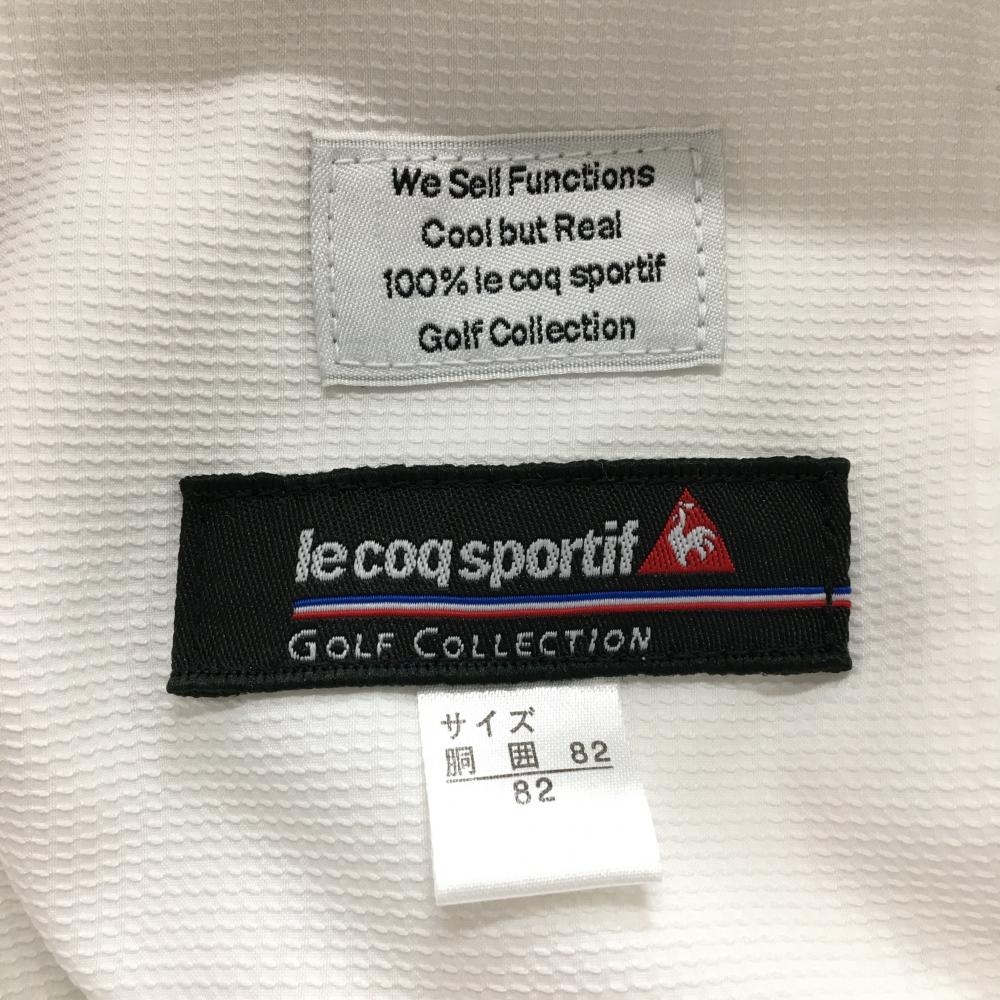 We Sell Functions
Cool but Real
100% le coq sportif
Golf Collection
le coq sportif
GOLF COLLECTION
サイズ
胴 囲 82
82